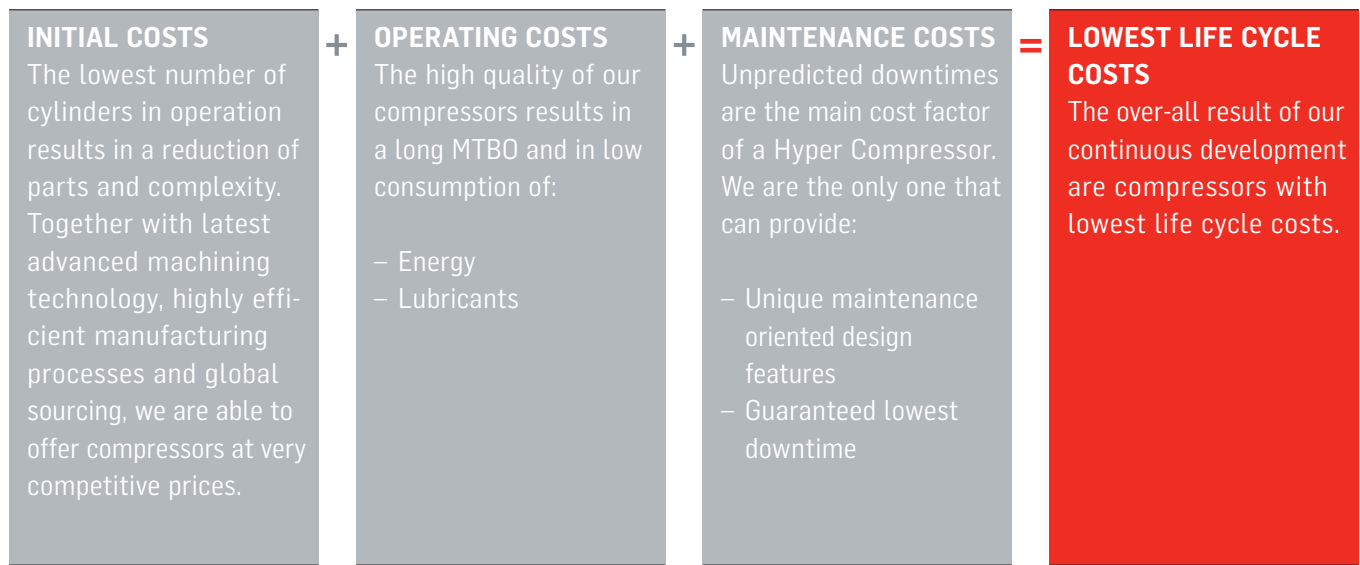 INITIAL COSTS
The lowest number of
cylinders in operation
results in a reduction of
parts and complexity.
Together with latest
advanced machining
technology, highly effi-
cient manufacturing
processes and global
sourcing, we are able to
offer compressors at very
competitive prices.
+
OPERATING COSTS
The high quality of our
compressors results in
a long MTBO and in low
consumption of:
– Energy
– Lubricants
+
MAINTENANCE COSTS
Unpredicted downtimes
are the main cost factor
of a Hyper Compressor.
We are the only one that
can provide:
– Unique maintenance
oriented design
features
– Guaranteed lowest
downtime
=
LOWEST LIFE CYCLE
COSTS
The over-all result of our
continuous development
are compressors with
lowest life cycle costs.